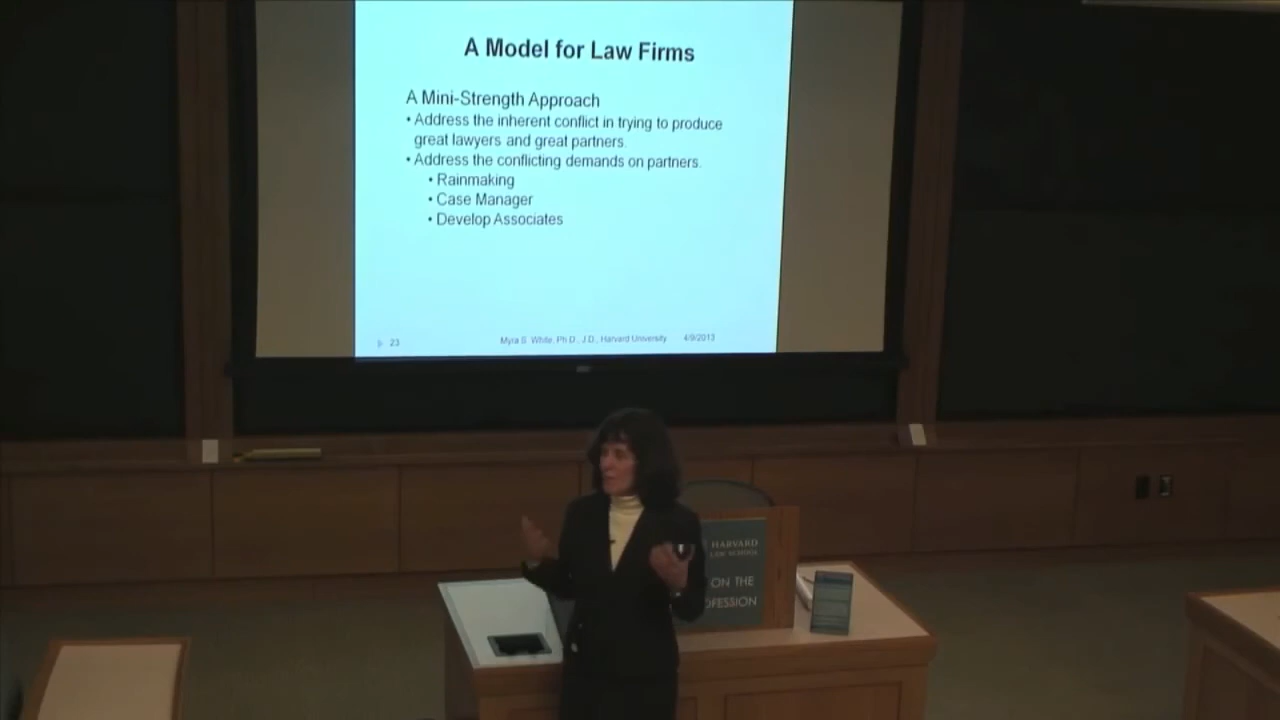 A Model for Law Firms
A Mini-Strength Approach
• Address the inherent conflict in trying to produce
great lawyers and great partners.
• Address the conflicting demands on partners.
• Rainmaking
• Case Manager
• Develop Associates
23 Myra S. White, Ph.D., J.D., Harvard University 4/9/2013
HARVARD
LAW SCHOOL
ON THE
OFESSION